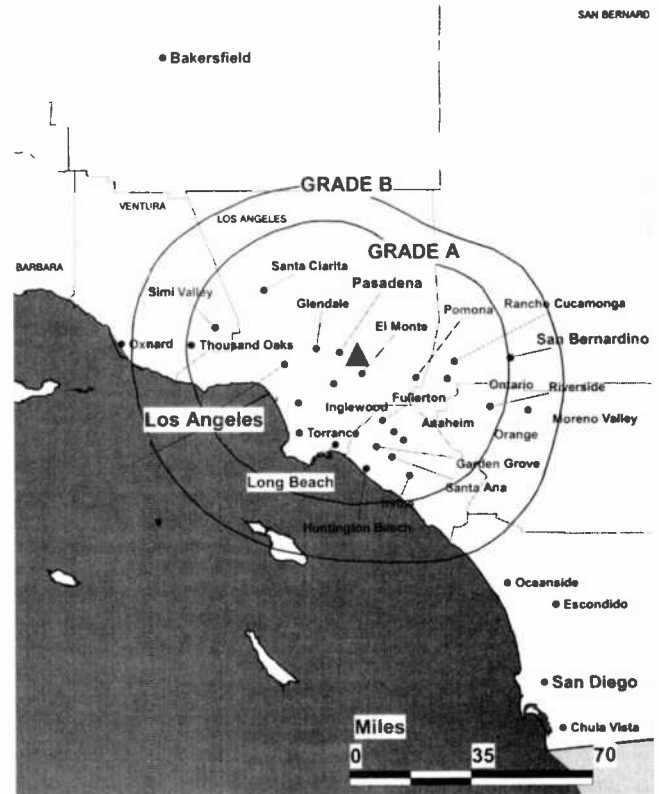 SAN BERNARD
Bakersfield
GRADE B
VENTURA
LOS ANGELES
GRADE A
BARBARA
Santa Clarita
Pasadena
Simi Valley
Glendale
Pomona
Rancho Cucamonga
El Monte
Oxnard
Thousand Oaks
San Bernardino
Fullerton
Ontario
Riverside
Los Angeles
Inglewood
Anaheim
Moreno Valley
Torrance
Orange
Garden Grove
Long Beach
Santa Ana
Irvine
Huntington Beach
Oceanside
Escondido
San Diego
Miles
Chula Vista
0 35 70